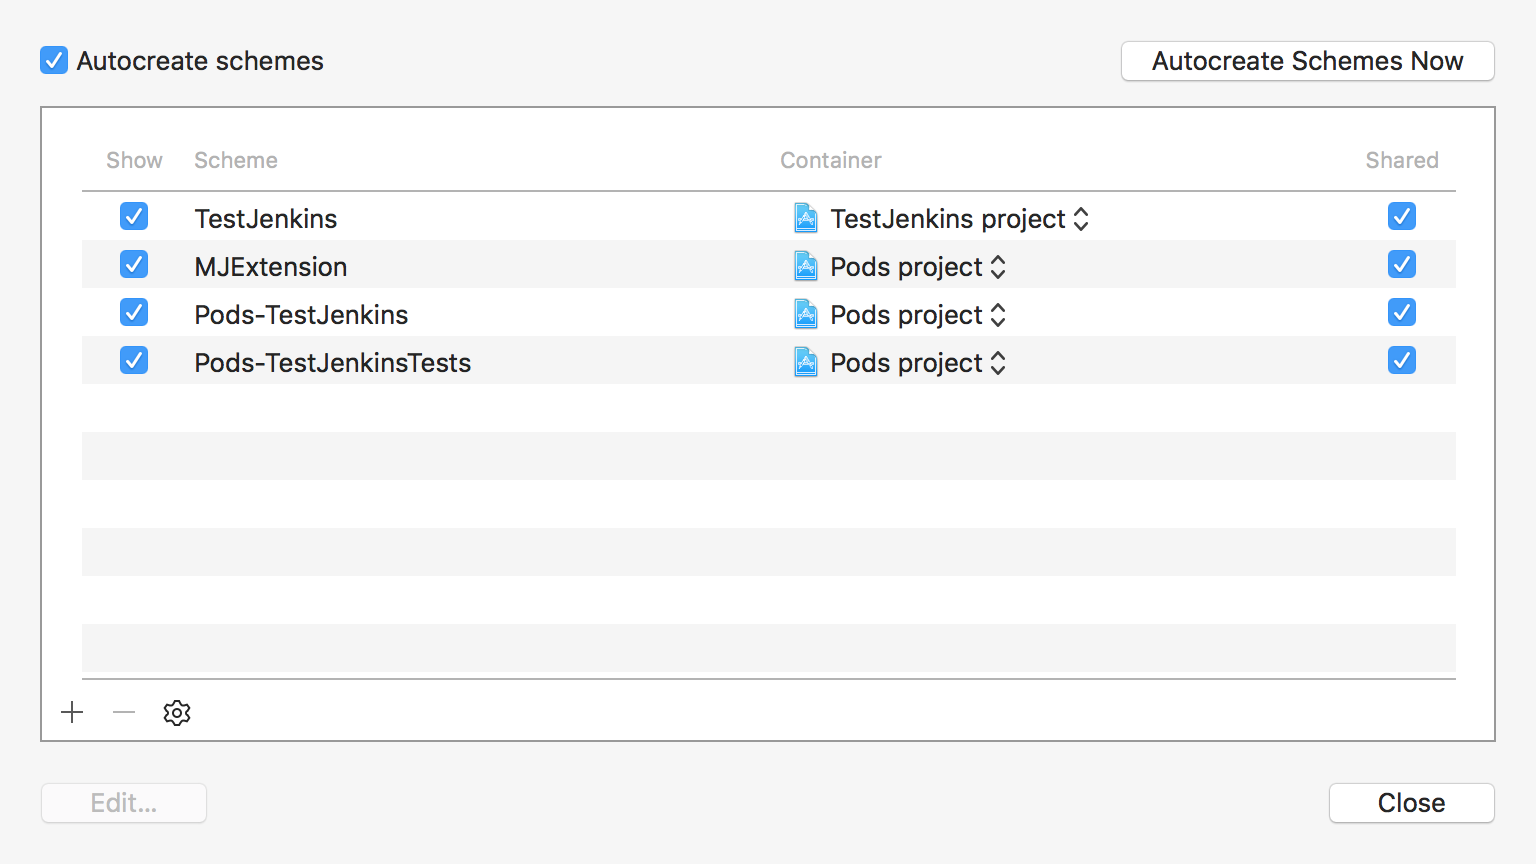 Autocreate schemes Autocreate Schemes Now
Show Scheme Container Shared
TestJenkins TestJenkins project
MJExtension Pods project
Pods-TestJenkins Pods project
Pods-TestJenkinsTests Pods project
Edit... Close